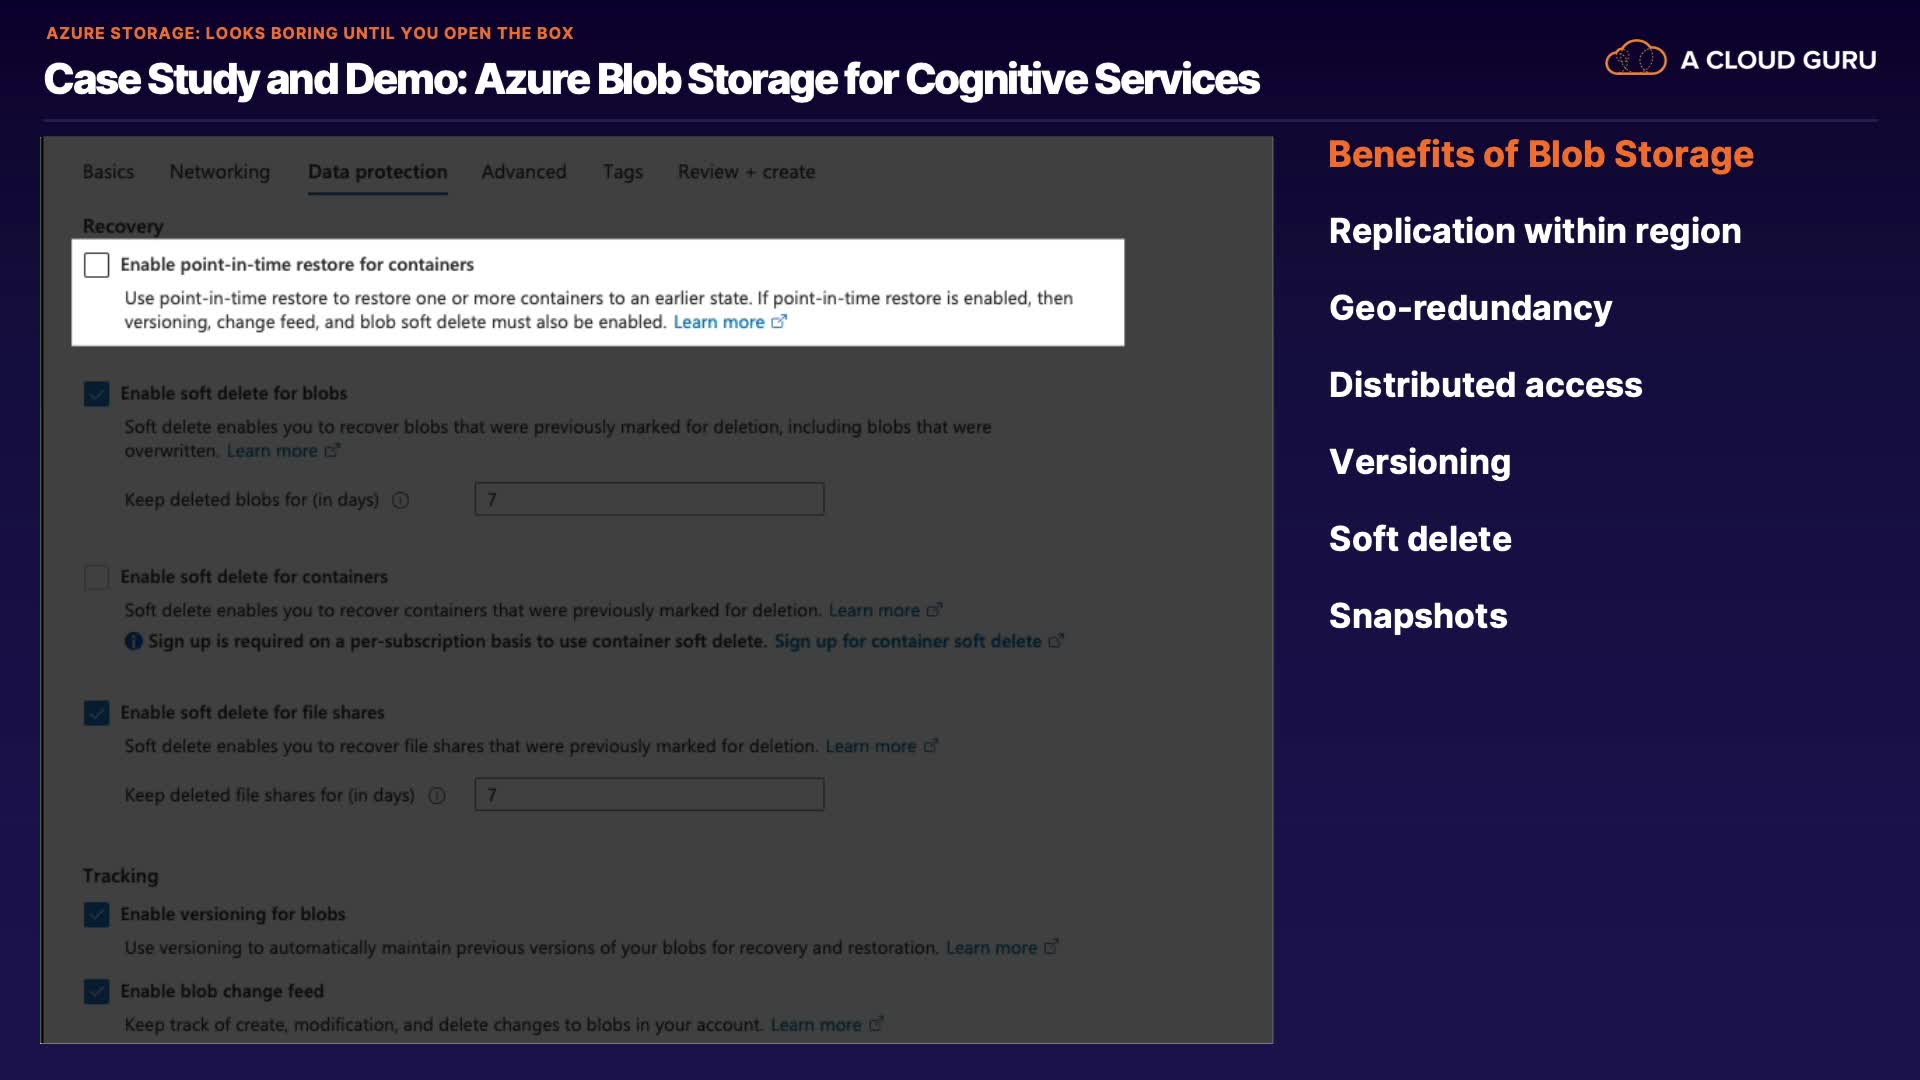 AZURE STORAGE: LOOKS BORING UNTIL YOU OPEN THE BOX
Case Study and Demo: Azure Blob Storage for Cognitive Services
A CLOUD GURU
Basics Networking Data protection Advanced Tags Review + create
Recovery
Enable point-in-time restore for containers
Use point-in-time restore to restore one or more containers to an earlier state. If point-in-time restore is enabled, then
versioning, change feed, and blob soft delete must also be enabled. Learn more
Enable soft delete for blobs
Soft delete enables you to recover blobs that were previously marked for deletion, including blobs that were
overwritten. Learn more
Keep deleted blobs for (in days) 7
Enable soft delete for containers
Soft delete enables you to recover containers that were previously marked for deletion. Learn more
Sign up is required on a per-subscription basis to use container soft delete. Sign up for container soft delete
Enable soft delete for file shares
Soft delete enables you to recover file shares that were previously marked for deletion. Learn more
Keep deleted file shares for (in days) 7
Tracking
Enable versioning for blobs
Use versioning to automatically maintain previous versions of your blobs for recovery and restoration. Learn more
Enable blob change feed
Keep track of create, modification, and delete changes to blobs in your account. Learn more
Benefits of Blob Storage
Replication within region
Geo-redundancy
Distributed access
Versioning
Soft delete
Snapshots